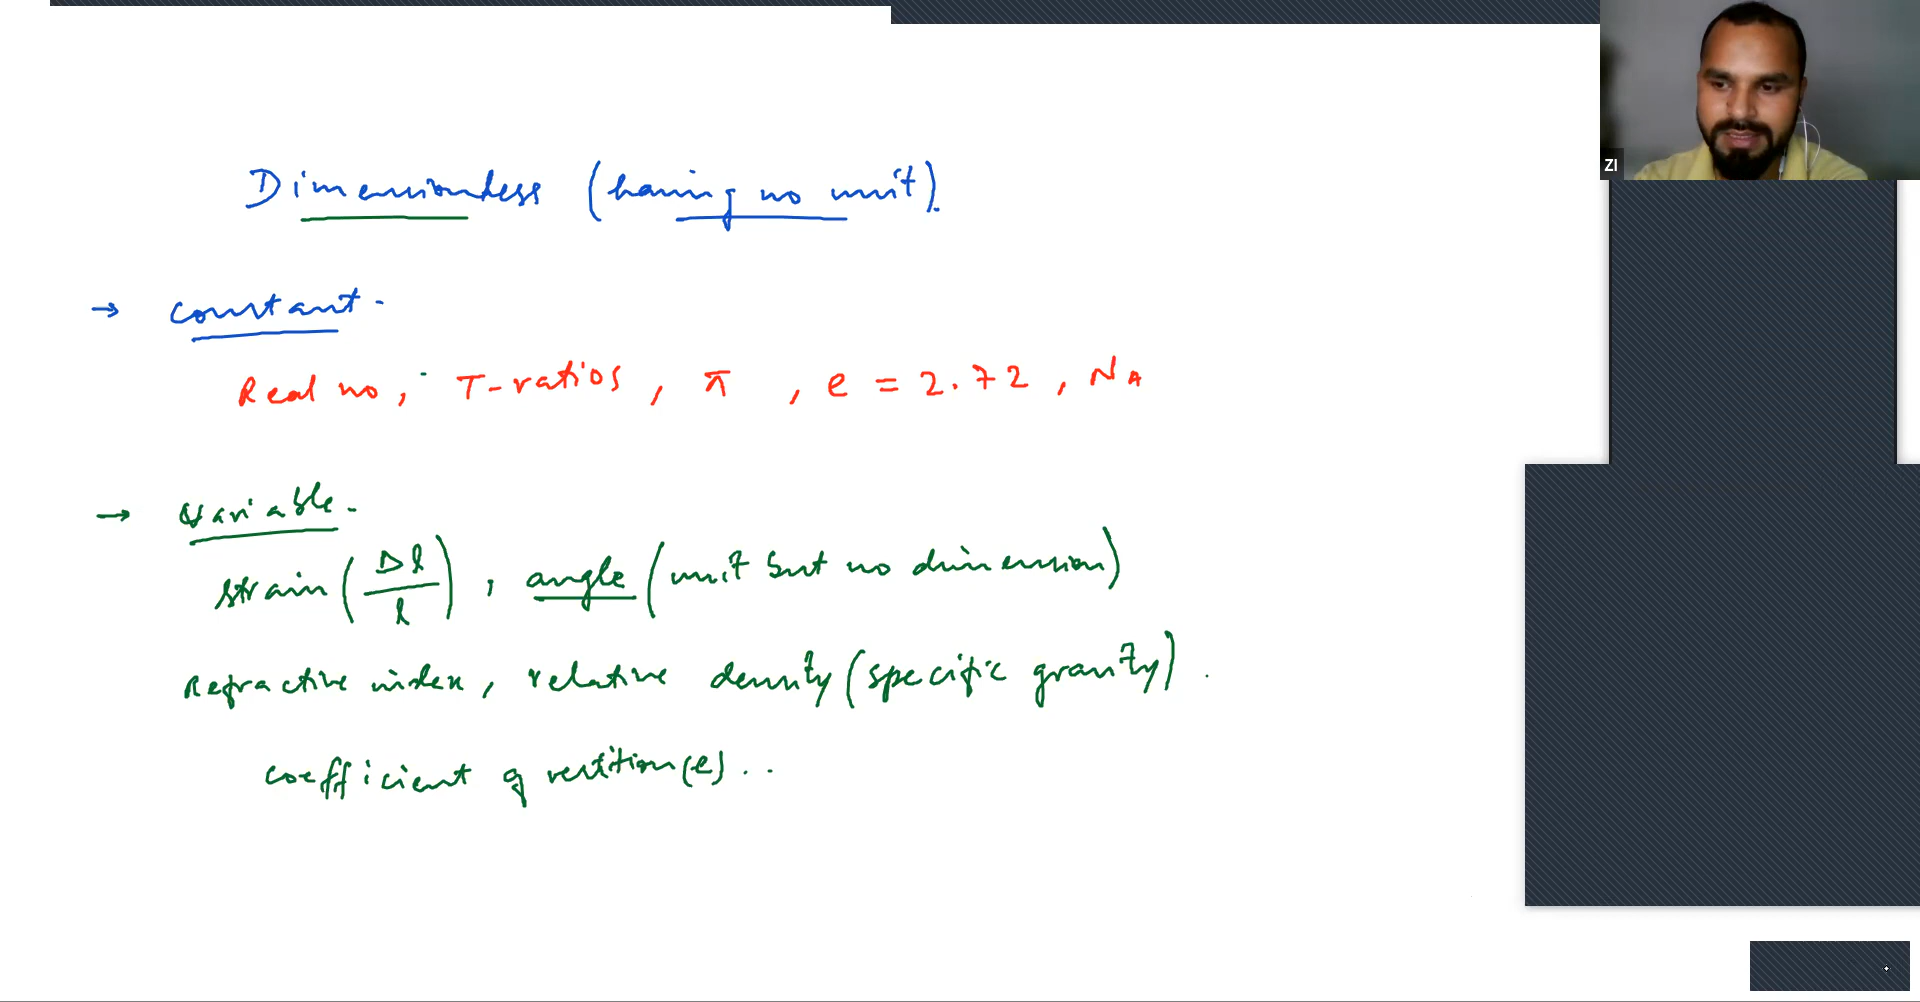 Dimensionless (having no unit).
→ constant -
Real no, T-ratios, π, e = 2.72, NA
→ variable -
strain (Δl/l), angle (unit but no dimension)
Refractive index, relative density (specific gravity).
coefficient of restitution (e)..
ZI